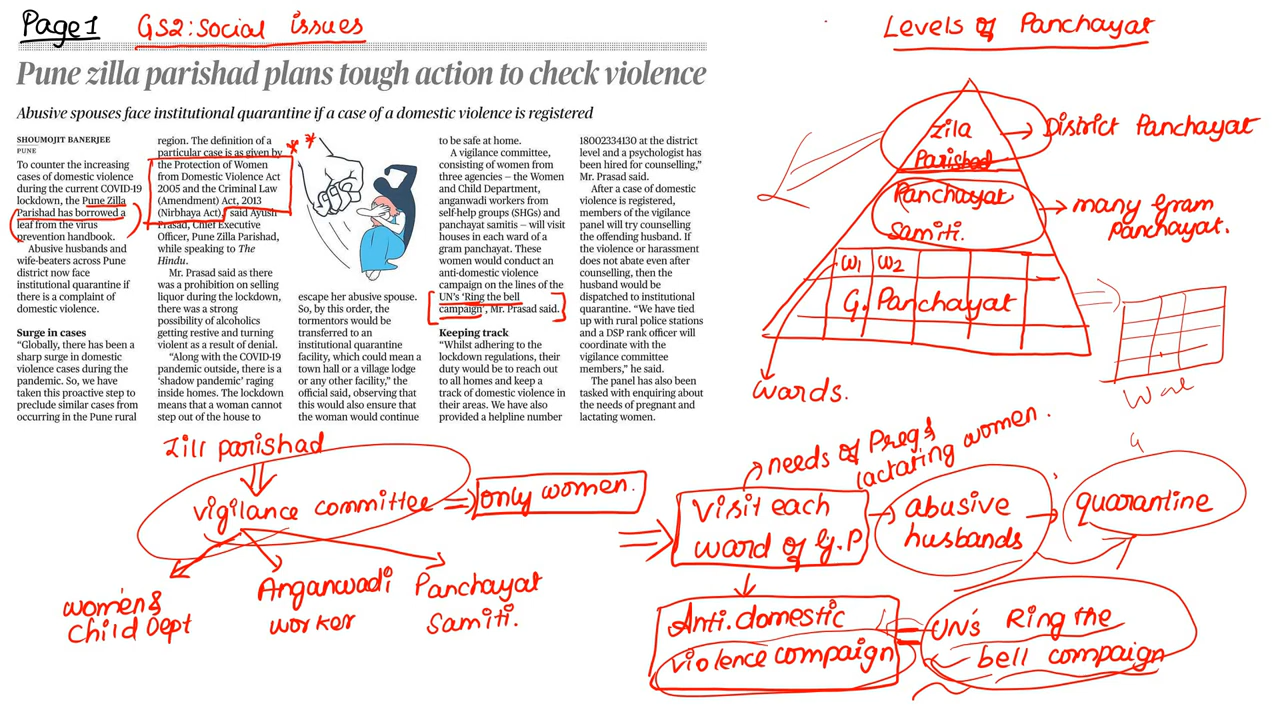 Page 1 GS2: Social issues
Pune zilla parishad plans tough action to check violence
Abusive spouses face institutional quarantine if a case of a domestic violence is registered
SHOUMOJIT BANERJEE
PUNE
To counter the increasing
cases of domestic violence
during the current COVID-19
lockdown, the Pune Zilla
Parishad has borrowed a
leaf from the virus
prevention handbook.
Abusive husbands and
wife-beaters across Pune
district now face
institutional quarantine if
there is a complaint of
domestic violence.
Surge in cases
“Globally, there has been a
sharp surge in domestic
violence cases during the
pandemic. So, we have
taken this proactive step to
preclude similar cases from
occurring in the Pune rural
region. The definition of a
particular case is as given by
the Protection of Women
from Domestic Violence Act
2005 and the Criminal Law
(Amendment) Act, 2013
(Nirbhaya Act),” said Ayush
Prasad, Chief Executive
Officer, Pune Zilla Parishad,
while speaking to The
Hindu.
Mr. Prasad said as there
was a prohibition on selling
liquor during the lockdown,
there was a strong
possibility of alcoholics
getting restive and turning
violent as a result of denial.
“Along with the COVID-19
pandemic outside, there is a
‘shadow pandemic’ raging
inside homes. The lockdown
means that a woman cannot
step out of the house to
escape her abusive spouse.
So, by this order, the
tormentors would be
transferred to an
institutional quarantine
facility, which could mean a
town hall or a village lodge
or any other facility,” the
official said, observing that
this would also ensure that
the woman would continue
to be safe at home.
A vigilance committee,
consisting of women from
three agencies – the Women
and Child Department,
anganwadi workers from
self-help groups (SHGs) and
panchayat samitis – will visit
houses in each ward of a
gram panchayat. These
women would conduct an
anti-domestic violence
campaign on the lines of the
UN’s ‘Ring the bell
campaign’, Mr. Prasad said.
Keeping track
“Whilst adhering to the
lockdown regulations, their
duty would be to reach out
to all homes and keep a
track of domestic violence in
their areas. We have also
provided a helpline number
18002334130 at the district
level and a psychologist has
been hired for counselling,”
Mr. Prasad said.
After a case of domestic
violence is registered,
members of the vigilance
panel will try counselling
the offending husband. If
the violence or harassment
does not abate even after
counselling, then the
husband would be
dispatched to institutional
quarantine. “We have tied
up with rural police stations
and a DSP rank officer will
coordinate with the
vigilance committee
members,” he said.
The panel has also been
tasked with enquiring about
the needs of pregnant and
lactating women.
Levels of Panchayat
Zila
Parishad
District Panchayat
Panchayat
Samiti.
many Gram
panchayat.
W1 W2
G. Panchayat
wards.
Zill parishad
vigilance committee
only women.
women &
Child Dept
Anganwadi
worker
Panchayat
Samiti.
needs of Preg &
lactating women.
Visit each
ward of G.P
abusive
husbands
quarantine
Anti.domestic
violence compaign
UN's Ring the
bell compaign